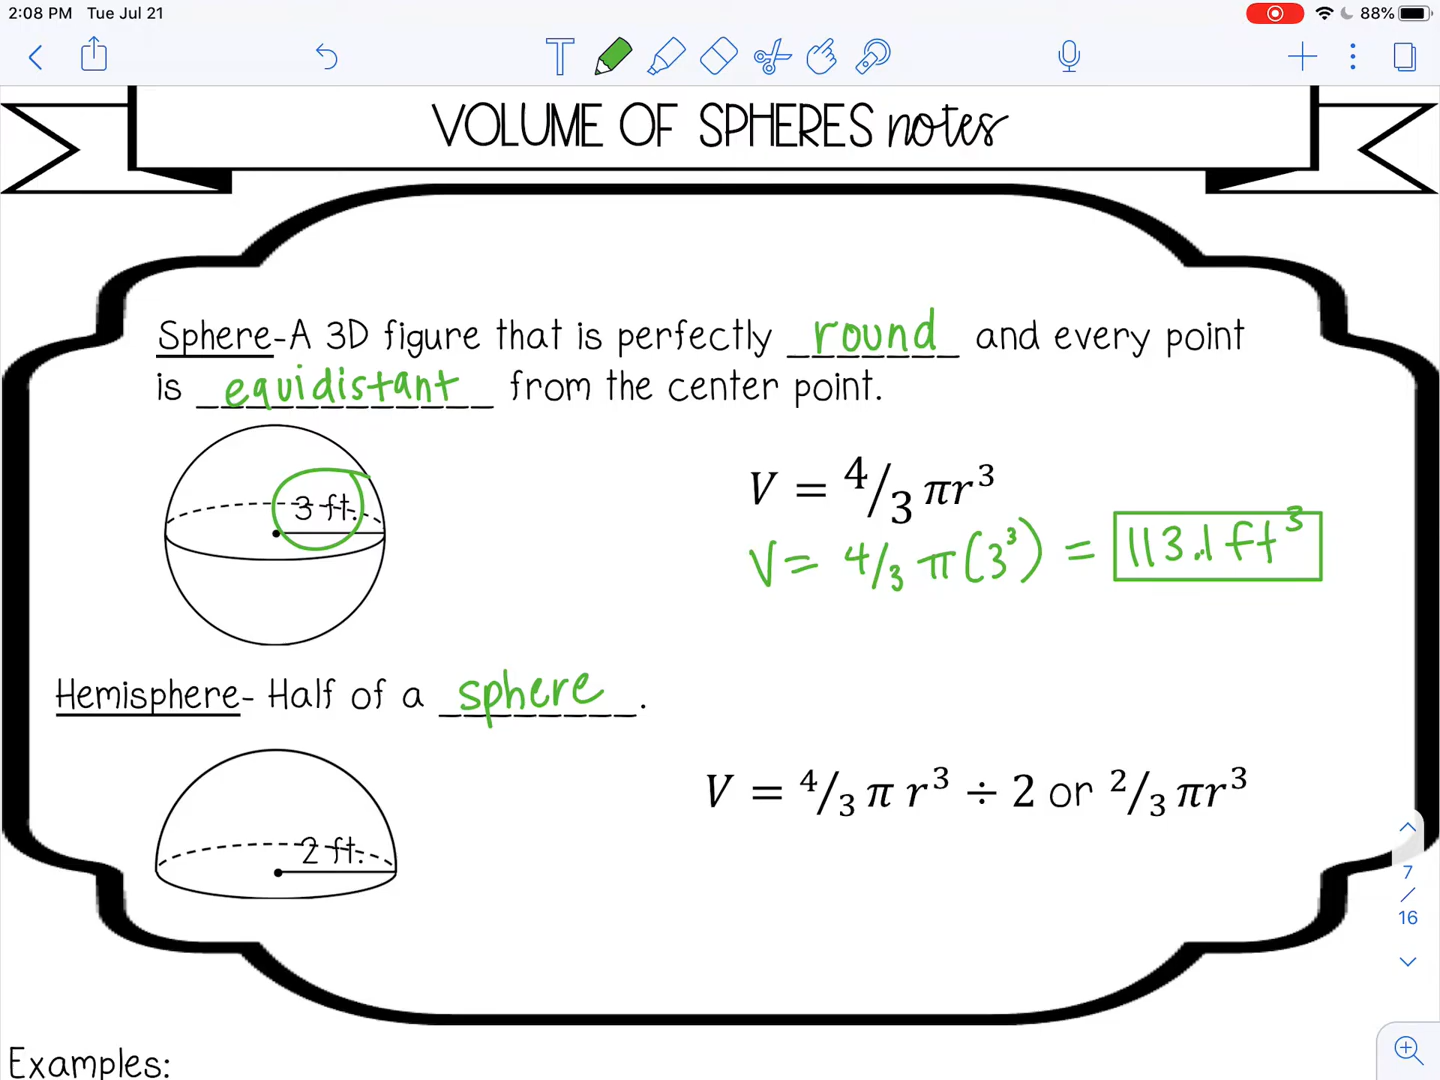 2:08 PM Tue Jul 21 88%
VOLUME OF SPHERES notes
Sphere-A 3D figure that is perfectly round and every point
is equidistant from the center point.
3 ft.
V = 4/3 πr³
V = 4/3 π(3³) = 113.1 ft³
Hemisphere- Half of a sphere.
2 ft.
V = 4/3 π r³ ÷ 2 or 2/3 πr³
7
/
16
Examples: